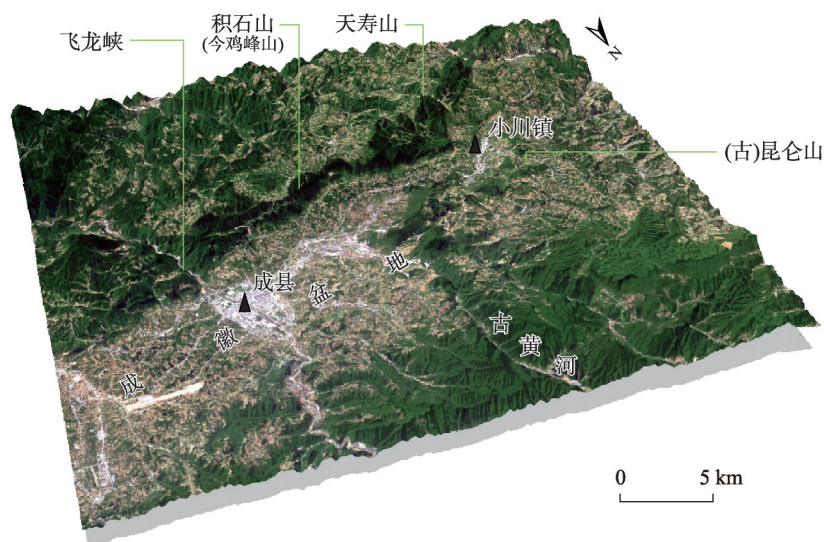 飞龙峡
积石山
(今鸡峰山)
天寿山
N
小川镇
(古)昆仑山
成县
成徽盆地
古黄河
0 5 km